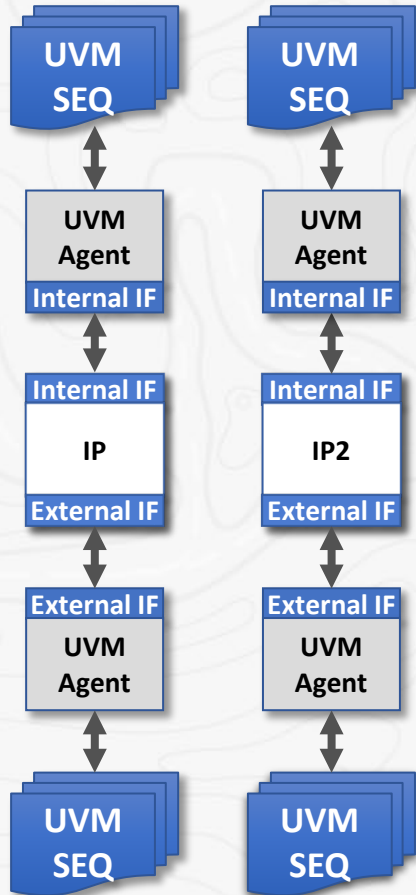 UVM
SEQ
UVM
Agent
Internal IF
Internal IF
IP
External IF
External IF
UVM
Agent
UVM
SEQ
UVM
SEQ
UVM
Agent
Internal IF
Internal IF
IP2
External IF
External IF
UVM
Agent
UVM
SEQ